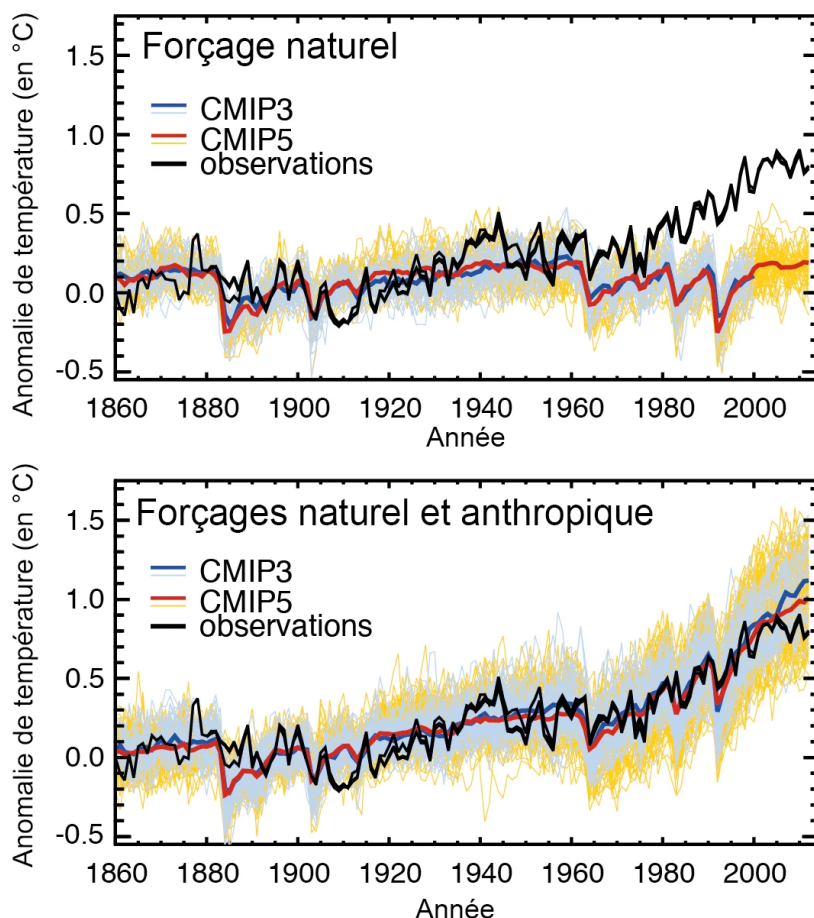 Forçage naturel
CMIP3
CMIP5
observations
Anomalie de température (en °C)
1.5
1.0
0.5
0.0
-0.5
1860 1880 1900 1920 1940 1960 1980 2000
Année
Forçages naturel et anthropique
CMIP3
CMIP5
observations
Anomalie de température (en °C)
1.5
1.0
0.5
0.0
-0.5
1860 1880 1900 1920 1940 1960 1980 2000
Année